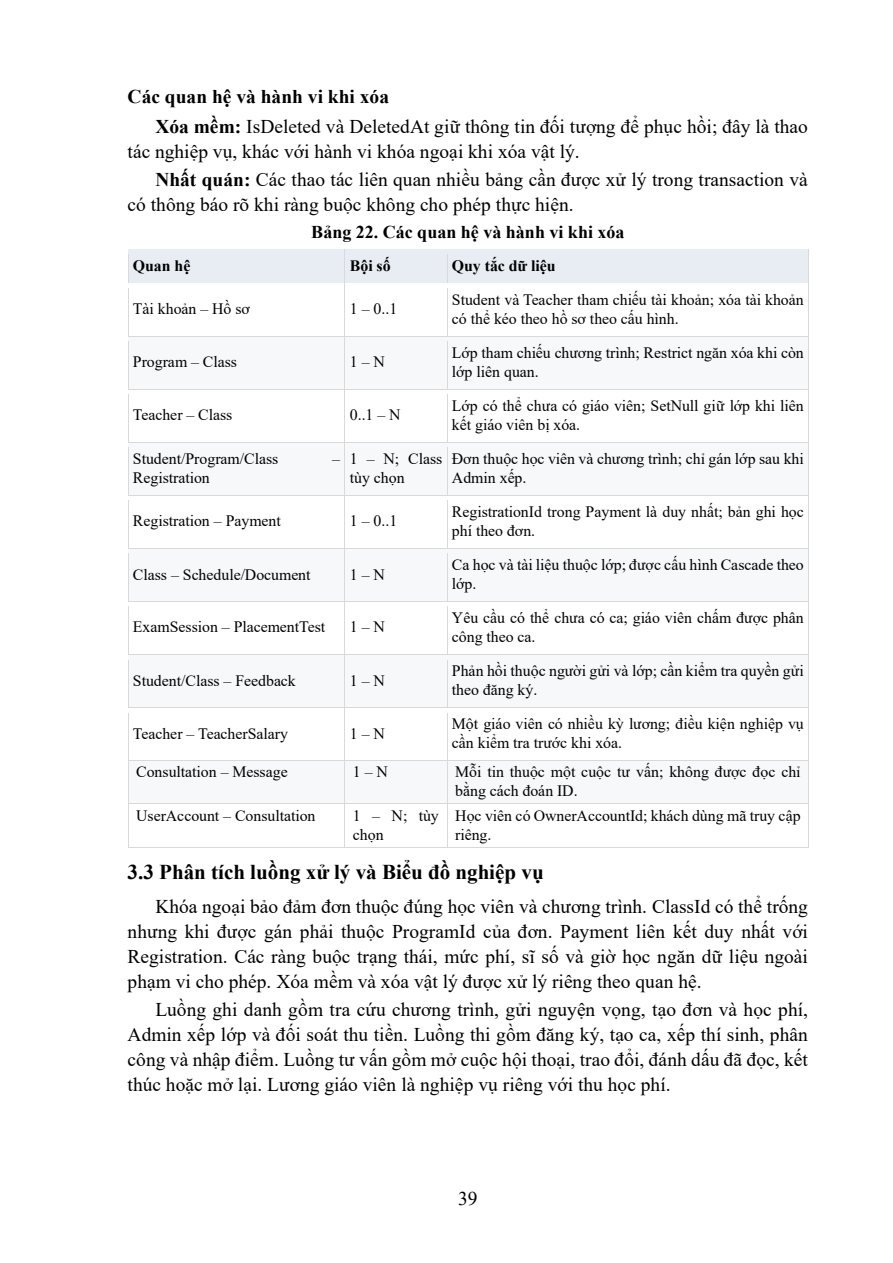 Các quan hệ và hành vi khi xóa
Xóa mềm: IsDeleted và DeletedAt giữ thông tin đối tượng để phục hồi; đây là thao
tác nghiệp vụ, khác với hành vi khóa ngoại khi xóa vật lý.
Nhất quán: Các thao tác liên quan nhiều bảng cần được xử lý trong transaction và
có thông báo rõ khi ràng buộc không cho phép thực hiện.
Bảng 22. Các quan hệ và hành vi khi xóa
Quan hệ Bội số Quy tắc dữ liệu
Tài khoản – Hồ sơ 1 – 0..1 Student và Teacher tham chiếu tài khoản; xóa tài khoản
có thể kéo theo hồ sơ theo cấu hình.
Program – Class 1 – N Lớp tham chiếu chương trình; Restrict ngăn xóa khi còn
lớp liên quan.
Teacher – Class 0..1 – N Lớp có thể chưa có giáo viên; SetNull giữ lớp khi liên
kết giáo viên bị xóa.
Student/Program/Class – 1 – N; Class Đơn thuộc học viên và chương trình; chỉ gán lớp sau khi
Registration tùy chọn Admin xếp.
Registration – Payment 1 – 0..1 RegistrationId trong Payment là duy nhất; bản ghi học
phí theo đơn.
Class – Schedule/Document 1 – N Ca học và tài liệu thuộc lớp; được cấu hình Cascade theo
lớp.
ExamSession – PlacementTest 1 – N Yêu cầu có thể chưa có ca; giáo viên chấm được phân
công theo ca.
Student/Class – Feedback 1 – N Phản hồi thuộc người gửi và lớp; cần kiểm tra quyền gửi
theo đăng ký.
Teacher – TeacherSalary 1 – N Một giáo viên có nhiều kỳ lương; điều kiện nghiệp vụ
cần kiểm tra trước khi xóa.
Consultation – Message 1 – N Mỗi tin thuộc một cuộc tư vấn; không được đọc chỉ
bằng cách đoán ID.
UserAccount – Consultation 1 – N; tùy Học viên có OwnerAccountId; khách dùng mã truy cập
chọn riêng.
3.3 Phân tích luồng xử lý và Biểu đồ nghiệp vụ
Khóa ngoại bảo đảm đơn thuộc đúng học viên và chương trình. ClassId có thể trống
nhưng khi được gán phải thuộc ProgramId của đơn. Payment liên kết duy nhất với
Registration. Các ràng buộc trạng thái, mức phí, sĩ số và giờ học ngăn dữ liệu ngoài
phạm vi cho phép. Xóa mềm và xóa vật lý được xử lý riêng theo quan hệ.
Luồng ghi danh gồm tra cứu chương trình, gửi nguyện vọng, tạo đơn và học phí,
Admin xếp lớp và đối soát thu tiền. Luồng thi gồm đăng ký, tạo ca, xếp thí sinh, phân
công và nhập điểm. Luồng tư vấn gồm mở cuộc hội thoại, trao đổi, đánh dấu đã đọc, kết
thúc hoặc mở lại. Lương giáo viên là nghiệp vụ riêng với thu học phí.
39